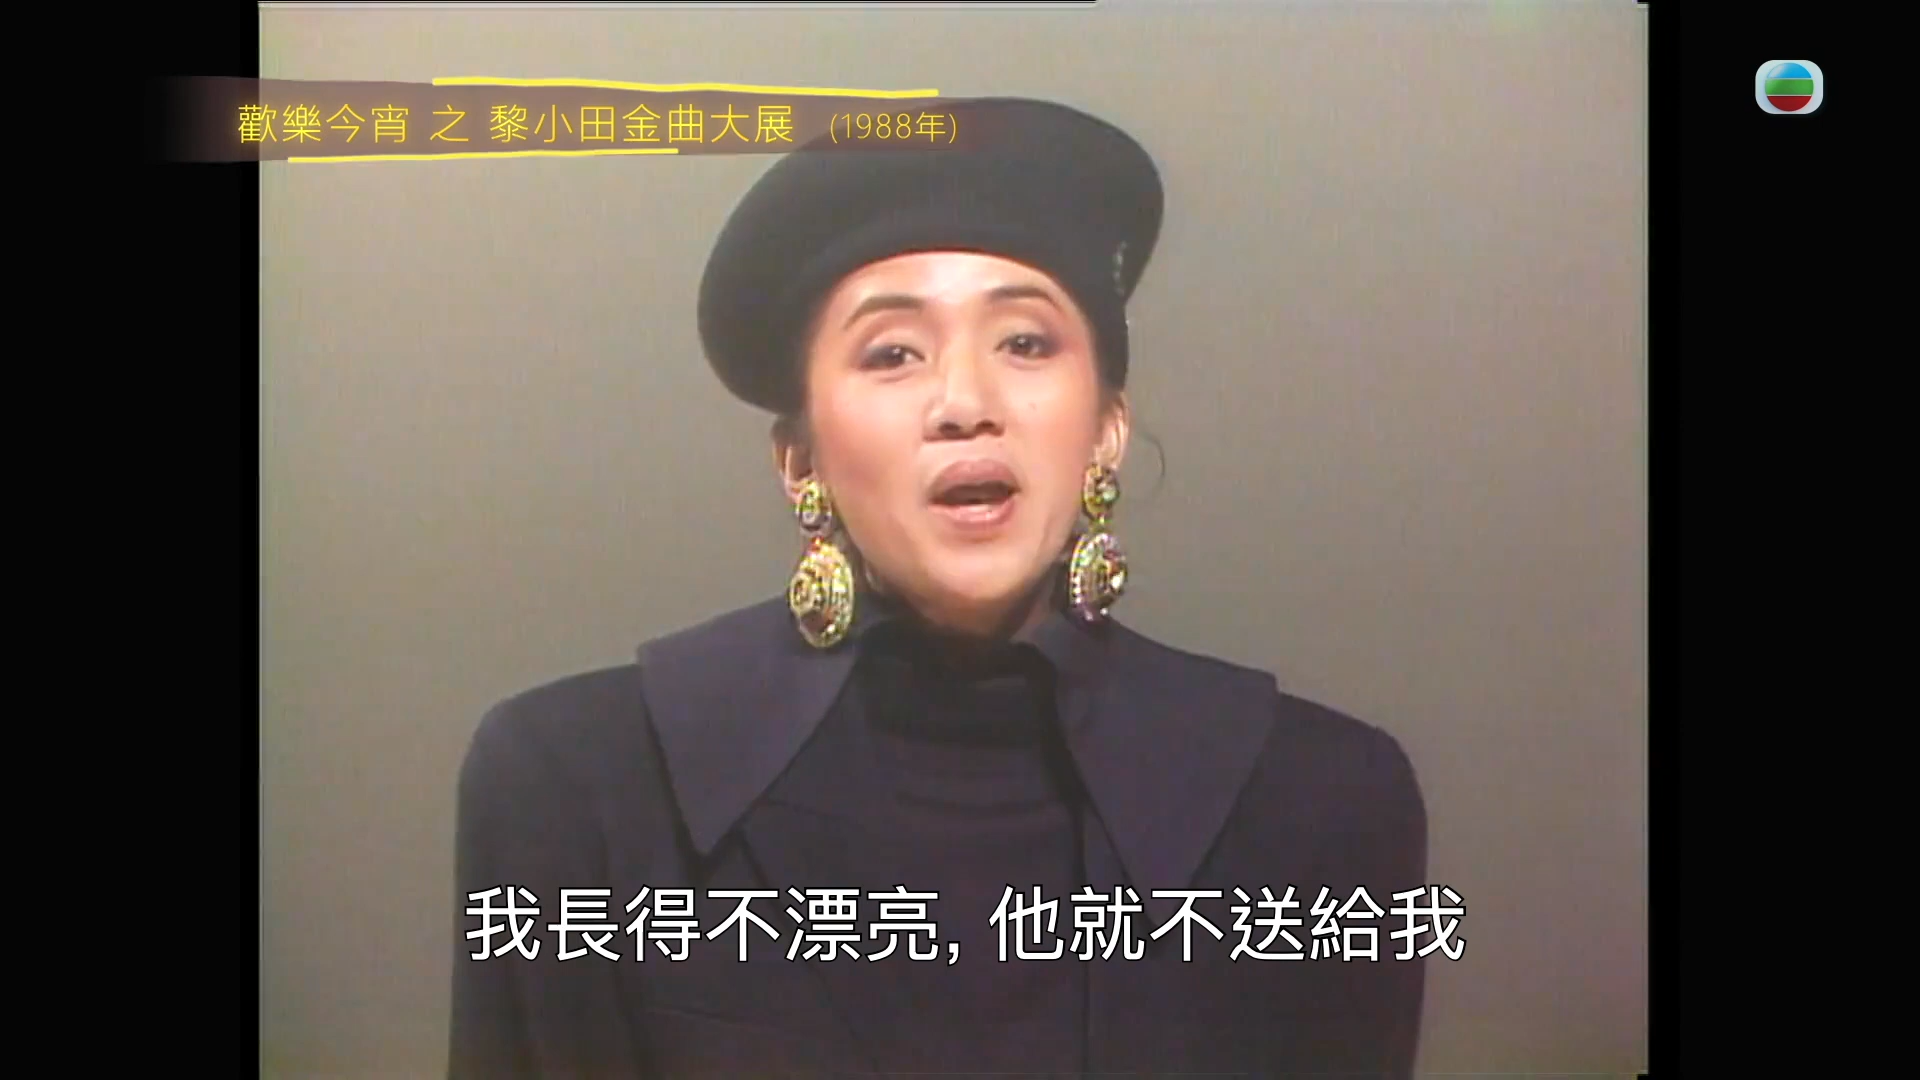 歡樂今宵 之 黎小田金曲大展 (1988年)
我長得不漂亮, 他就不送給我